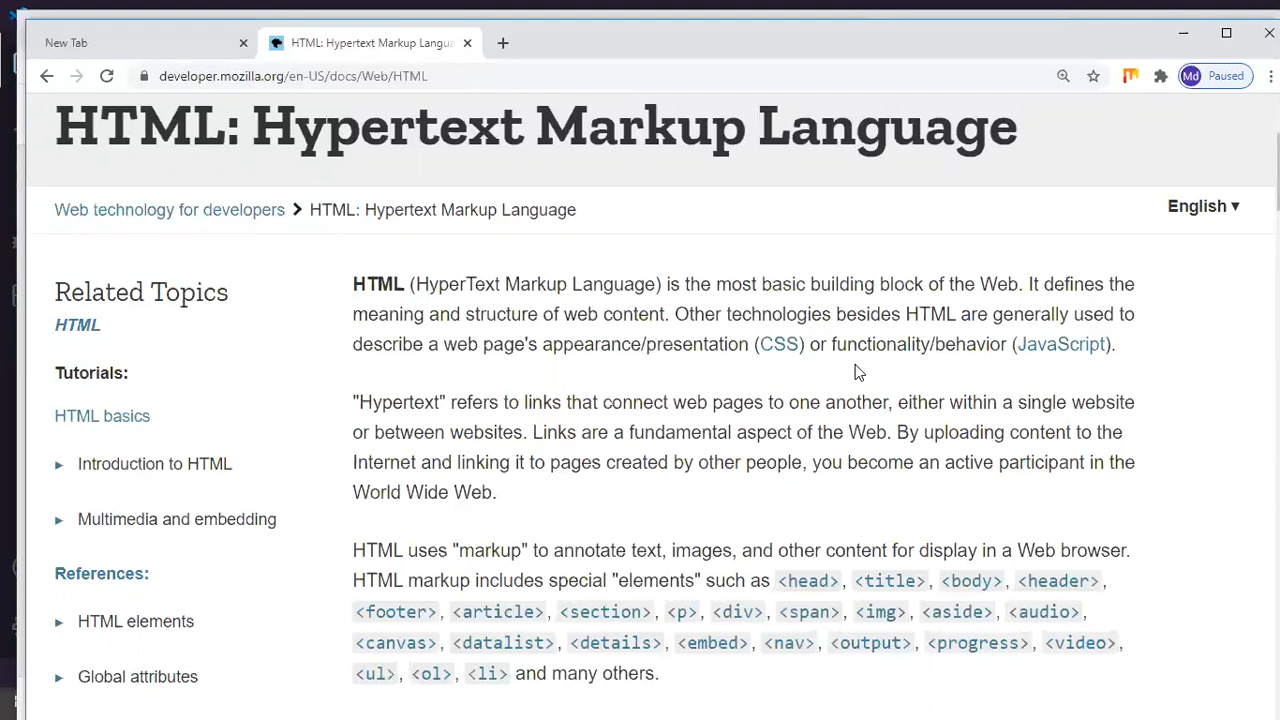 New Tab
HTML: Hypertext Markup Langua
developer.mozilla.org/en-US/docs/Web/HTML
Md Paused
HTML: Hypertext Markup Language
Web technology for developers HTML: Hypertext Markup Language
English ▾
Related Topics
HTML
Tutorials:
HTML basics
Introduction to HTML
Multimedia and embedding
References:
HTML elements
Global attributes
HTML (HyperText Markup Language) is the most basic building block of the Web. It defines the
meaning and structure of web content. Other technologies besides HTML are generally used to
describe a web page's appearance/presentation (CSS) or functionality/behavior (JavaScript).
"Hypertext" refers to links that connect web pages to one another, either within a single website
or between websites. Links are a fundamental aspect of the Web. By uploading content to the
Internet and linking it to pages created by other people, you become an active participant in the
World Wide Web.
HTML uses "markup" to annotate text, images, and other content for display in a Web browser.
HTML markup includes special "elements" such as <head>, <title>, <body>, <header>,
<footer>, <article>, <section>, <p>, <div>, <span>, <img>, <aside>, <audio>,
<canvas>, <datalist>, <details>, <embed>, <nav>, <output>, <progress>, <video>,
<ul>, <ol>, <li> and many others.